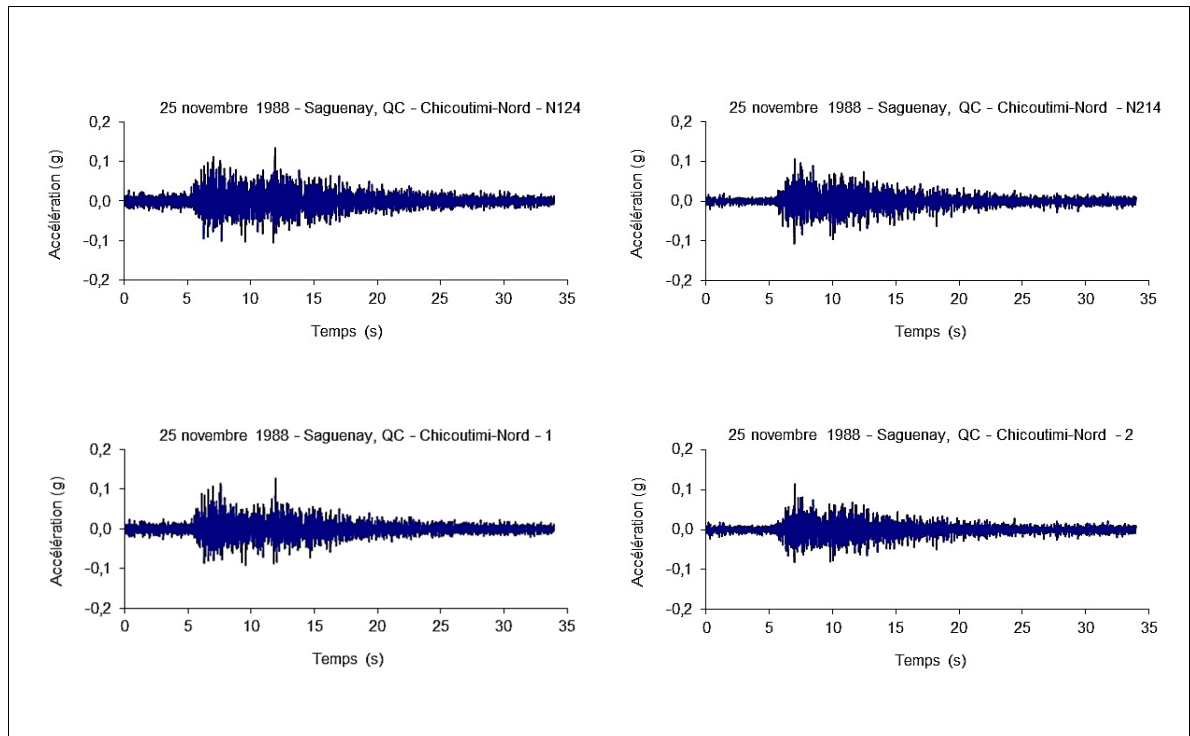 25 novembre 1988 - Saguenay, QC - Chicoutimi-Nord - N124
0,2
0,1
0,0
-0,1
-0,2
Accélération (g)
0 5 10 15 20 25 30 35
Temps (s)
25 novembre 1988 - Saguenay, QC - Chicoutimi-Nord - N214
0,2
0,1
0,0
-0,1
-0,2
Accélération (g)
0 5 10 15 20 25 30 35
Temps (s)
25 novembre 1988 - Saguenay, QC - Chicoutimi-Nord - 1
0,2
0,1
0,0
-0,1
-0,2
Accélération (g)
0 5 10 15 20 25 30 35
Temps (s)
25 novembre 1988 - Saguenay, QC - Chicoutimi-Nord - 2
0,2
0,1
0,0
-0,1
-0,2
Accélération (g)
0 5 10 15 20 25 30 35
Temps (s)